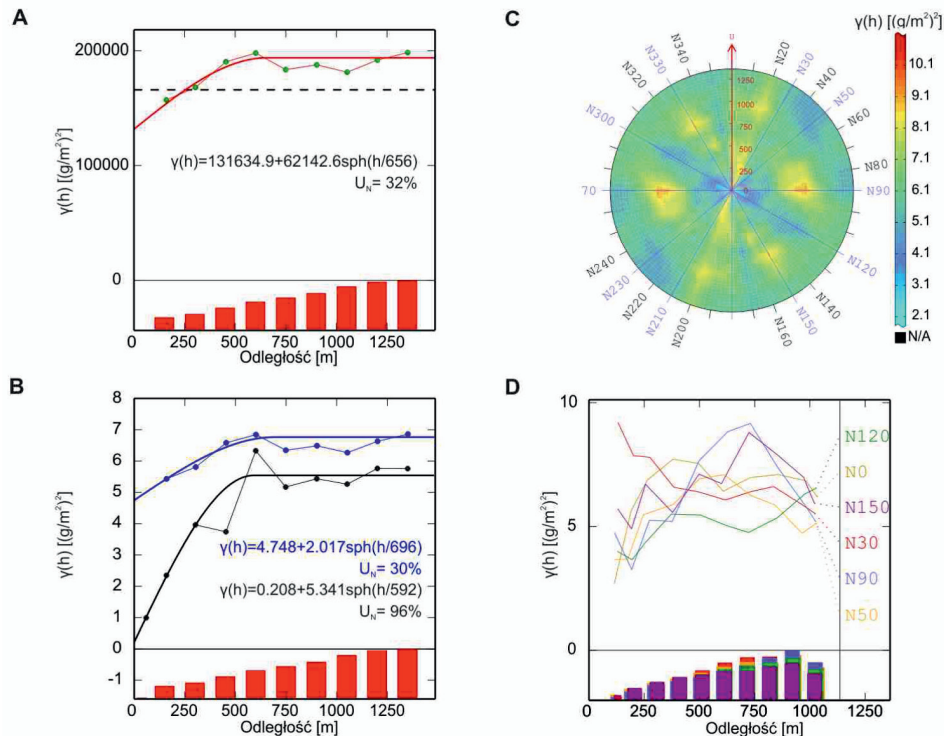 A
γ(h) [(g/m²)²]
200000
100000
0
γ(h)=131634.9+62142.6sph(h/656)
U_N= 32%
0 250 500 750 1000 1250
Odległość [m]
B
γ(h) [(g/m²)²]
8
7
6
5
4
3
2
1
0
-1
γ(h)=4.748+2.017sph(h/696)
U_N= 30%
γ(h)=0.208+5.341sph(h/592)
U_N= 96%
0 250 500 750 1000 1250
Odległość [m]
C
U
N20
N30
N40
N50
N60
N80
N90
N120
N140
N150
N160
N200
N210
N220
N230
N240
70
N300
N320
N330
N340
1250
1000
750
500
250
0
γ(h) [(g/m²)²]
10.1
9.1
8.1
7.1
6.1
5.1
4.1
3.1
2.1
N/A
D
γ(h) [(g/m²)²]
10
5
0
N120
N0
N150
N30
N90
N50
0 250 500 750 1000 1250
Odległość [m]